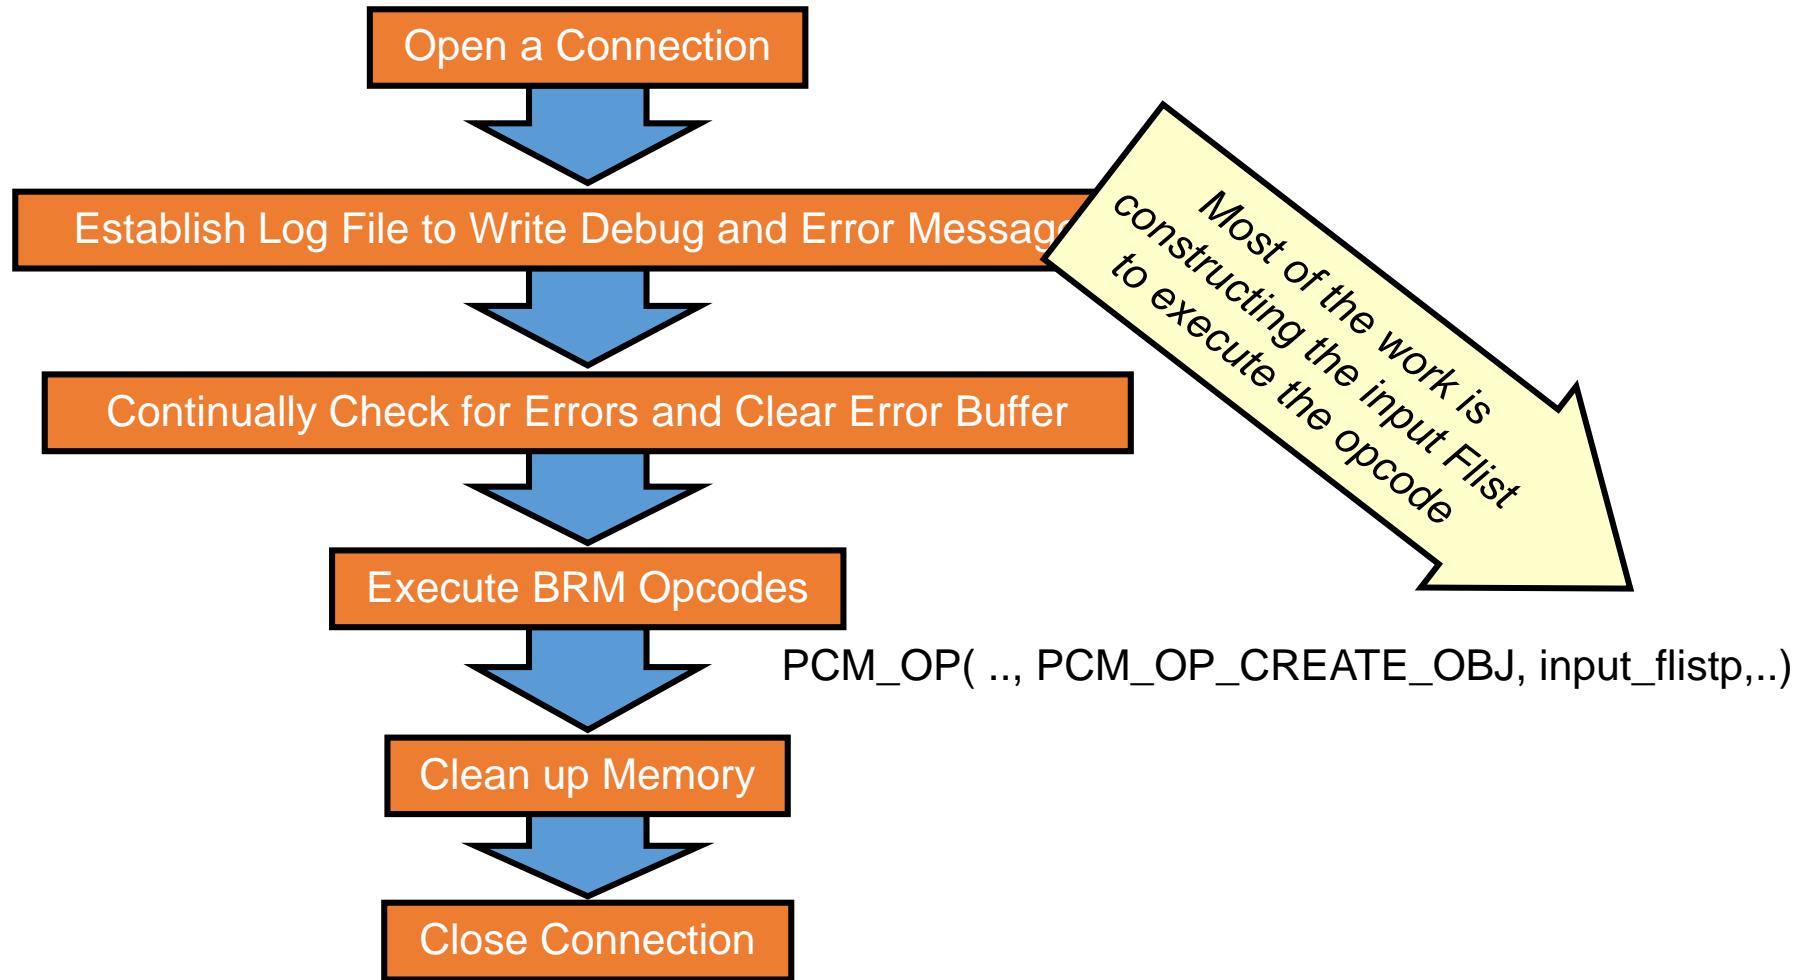 Open a Connection
Establish Log File to Write Debug and Error Message
Most of the work is
constructing the input Flist
to execute the opcode
Continually Check for Errors and Clear Error Buffer
Execute BRM Opcodes
PCM_OP( .., PCM_OP_CREATE_OBJ, input_flistp,..)
Clean up Memory
Close Connection